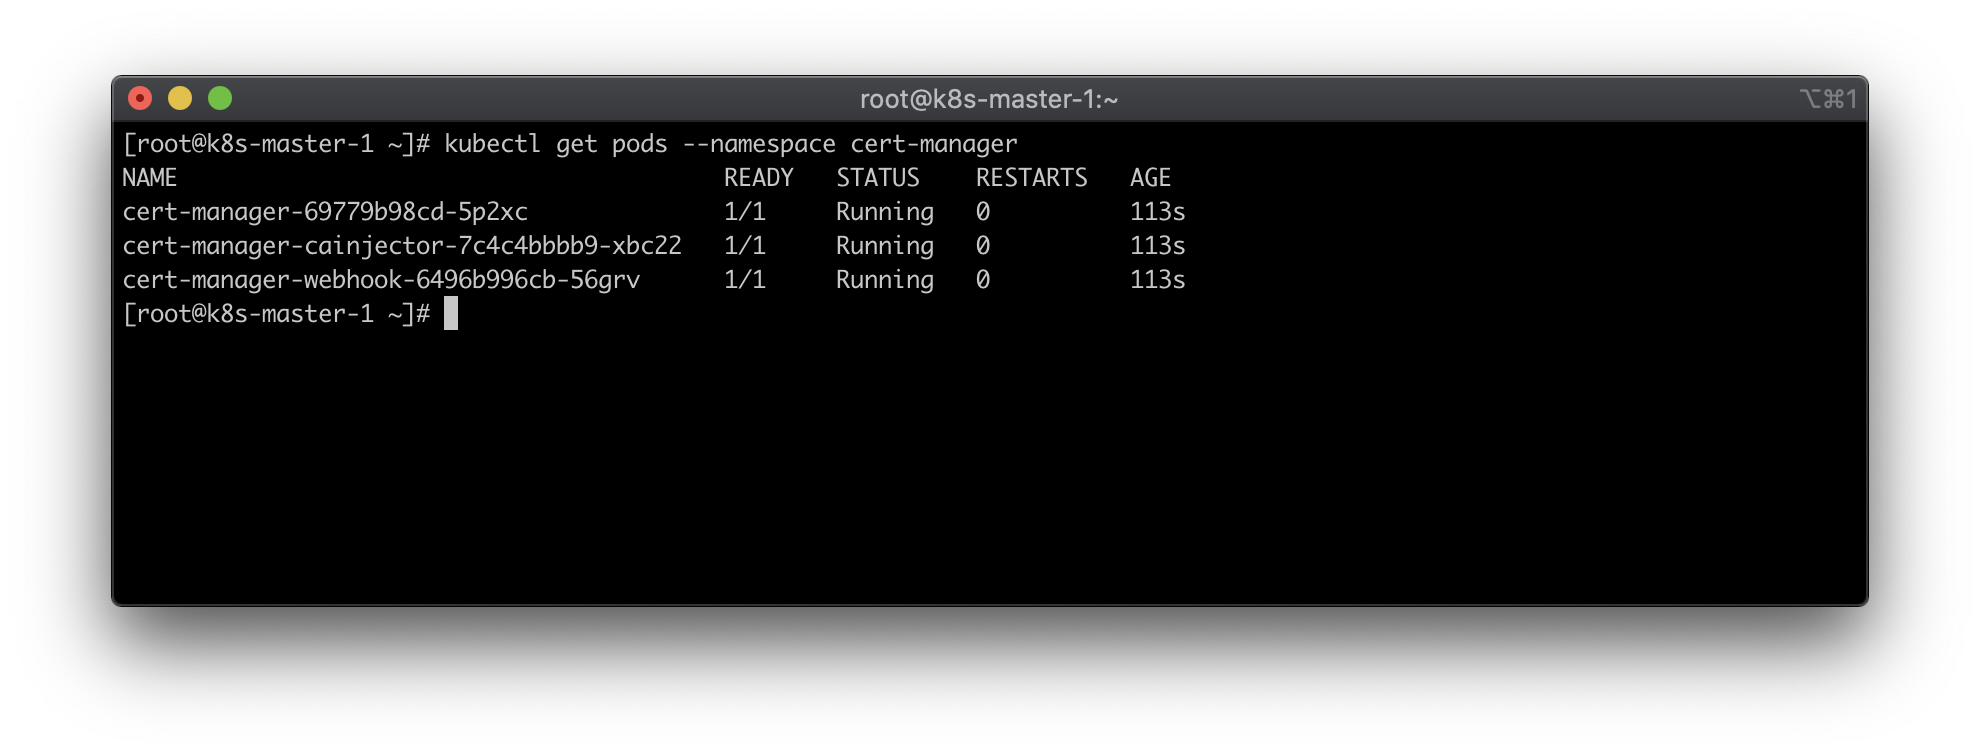 root@k8s-master-1:~
⌥⌘1
[root@k8s-master-1 ~]# kubectl get pods --namespace cert-manager
NAME                                       READY   STATUS    RESTARTS   AGE
cert-manager-69779b98cd-5p2xc              1/1     Running   0          113s
cert-manager-cainjector-7c4c4bbbb9-xbc22   1/1     Running   0          113s
cert-manager-webhook-6496b996cb-56grv      1/1     Running   0          113s
[root@k8s-master-1 ~]#